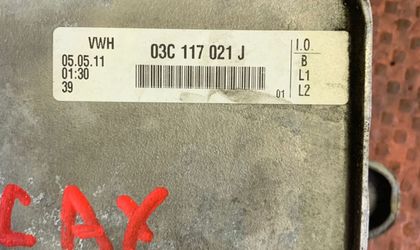 VWH 03C 117 021 J
05.05.11
01:30
39
01
I.O.
B
L1
L2
CAX